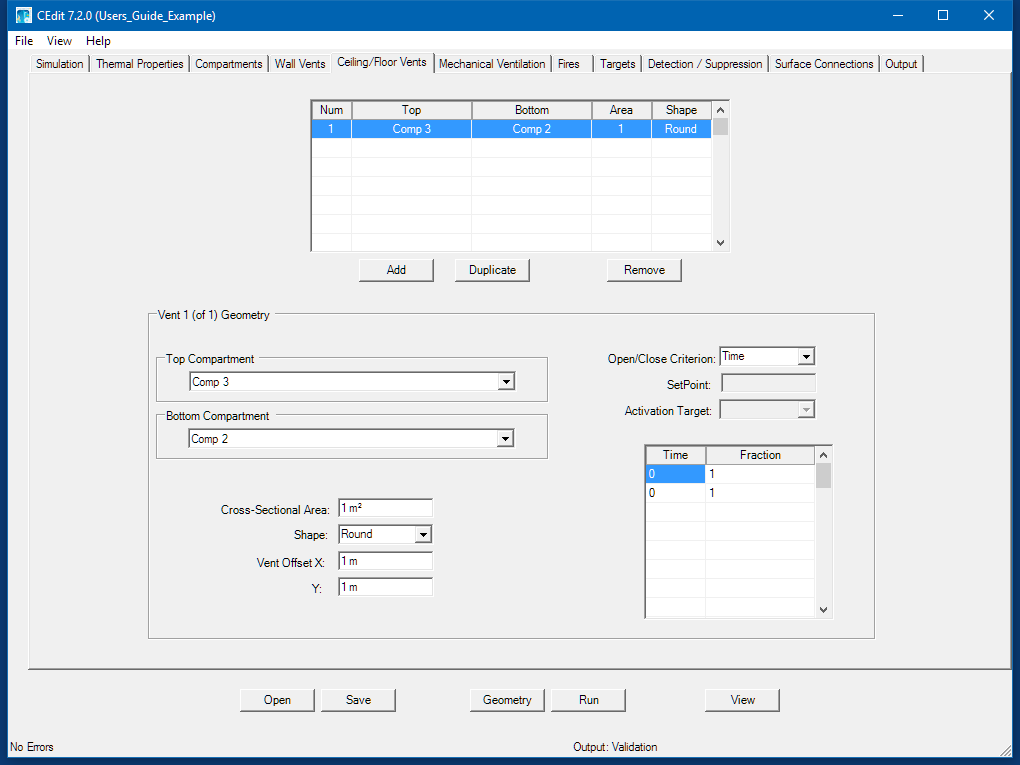 CEdit 7.2.0 (Users_Guide_Example)
File View Help
Simulation Thermal Properties Compartments Wall Vents Ceiling/Floor Vents Mechanical Ventilation Fires Targets Detection / Suppression Surface Connections Output
Num Top Bottom Area Shape
1 Comp 3 Comp 2 1 Round
Add Duplicate Remove
Vent 1 (of 1) Geometry
Top Compartment
Comp 3
Bottom Compartment
Comp 2
Cross-Sectional Area: 1 m²
Shape: Round
Vent Offset X: 1 m
Y: 1 m
Open/Close Criterion: Time
SetPoint:
Activation Target:
Time Fraction
0 1
0 1
Open Save Geometry Run View
No Errors Output: Validation